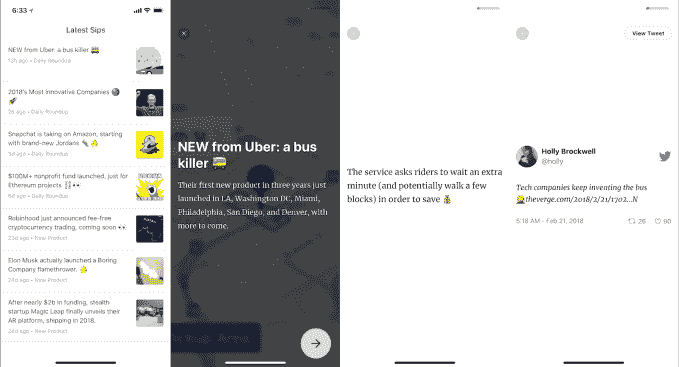 6:33
Latest Sips
NEW from Uber: a bus killer 🚎
12h ago • Daily Roundup
2018's Most Innovative Companies 🌚
🚀
2d ago • Daily Roundup
Snapchat is taking on Amazon, starting
with brand-new Jordans
5d ago • Daily Roundup
$100M+ nonprofit fund launched, just for
Ethereum projects
6d ago • Daily Roundup
Robinhood just announced fee-free
cryptocurrency trading, coming soon 👀
23d ago • New Product
Elon Musk actually launched a Boring
Company flamethrower. 🔥
24d ago • New Product
After nearly $2b in funding, stealth
startup Magic Leap finally unveils their
AR platform, shipping in 2018.
26d ago • New Product
NEW from Uber: a bus
killer 🚎
Their first new product in three years just
launched in LA, Washington DC, Miami,
Philadelphia, San Diego, and Denver, with
more to come.
The service asks riders to wait an extra
minute (and potentially walk a few
blocks) in order to save 💰
View Tweet
Holly Brockwell
@holly
Tech companies keep inventing the bus
theverge.com/2018/2/21/1702...N
5:18 AM - Feb 21, 2018
26
90